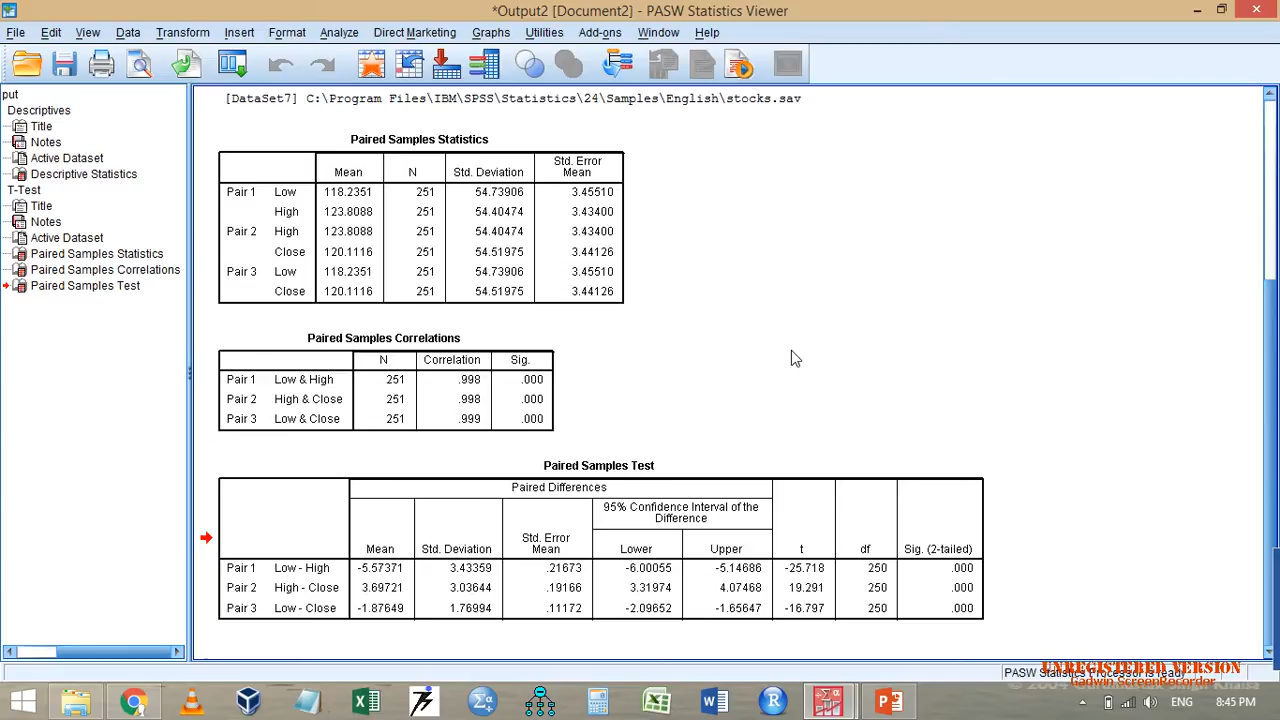 *Output2 [Document2] - PASW Statistics Viewer
File Edit View Data Transform Insert Format Analyze Direct Marketing Graphs Utilities Add-ons Window Help
put
Descriptives
Title
Notes
Active Dataset
Descriptive Statistics
T-Test
Title
Notes
Active Dataset
Paired Samples Statistics
Paired Samples Correlations
Paired Samples Test
[DataSet7] C:\Program Files\IBM\SPSS\Statistics\24\Samples\English\stocks.sav
Paired Samples Statistics
Mean N Std. Deviation Std. Error Mean
Pair 1 Low 118.2351 251 54.73906 3.45510
High 123.8088 251 54.40474 3.43400
Pair 2 High 123.8088 251 54.40474 3.43400
Close 120.1116 251 54.51975 3.44126
Pair 3 Low 118.2351 251 54.73906 3.45510
Close 120.1116 251 54.51975 3.44126
Paired Samples Correlations
N Correlation Sig.
Pair 1 Low & High 251 .998 .000
Pair 2 High & Close 251 .998 .000
Pair 3 Low & Close 251 .999 .000
Paired Samples Test
Paired Differences
95% Confidence Interval of the Difference
Mean Std. Deviation Std. Error Mean Lower Upper t df Sig. (2-tailed)
Pair 1 Low - High -5.57371 3.43359 .21673 -6.00055 -5.14686 -25.718 250 .000
Pair 2 High - Close 3.69721 3.03644 .19166 3.31974 4.07468 19.291 250 .000
Pair 3 Low - Close -1.87649 1.76994 .11172 -2.09652 -1.65647 -16.797 250 .000
UNREGISTERED VERSION
PASW Statistics Processor is ready
Gadwin ScreenRecorder
ENG 8:45 PM